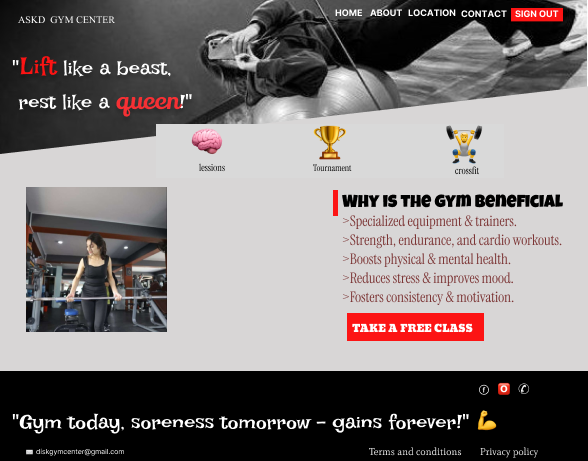 ASKD GYM CENTER
HOME ABOUT LOCATION CONTACT SIGN OUT
"Lift like a beast,
rest like a queen!"
lessions Tournament crossfit
WHY IS THE GYM BENEFICIAL
>Specialized equipment & trainers.
>Strength, endurance, and cardio workouts.
>Boosts physical & mental health.
>Reduces stress & improves mood.
>Fosters consistency & motivation.
TAKE A FREE CLASS
"Gym today, soreness tomorrow – gains forever!" 💪
diskgymcenter@gmail.com Terms and conditions Privacy policy